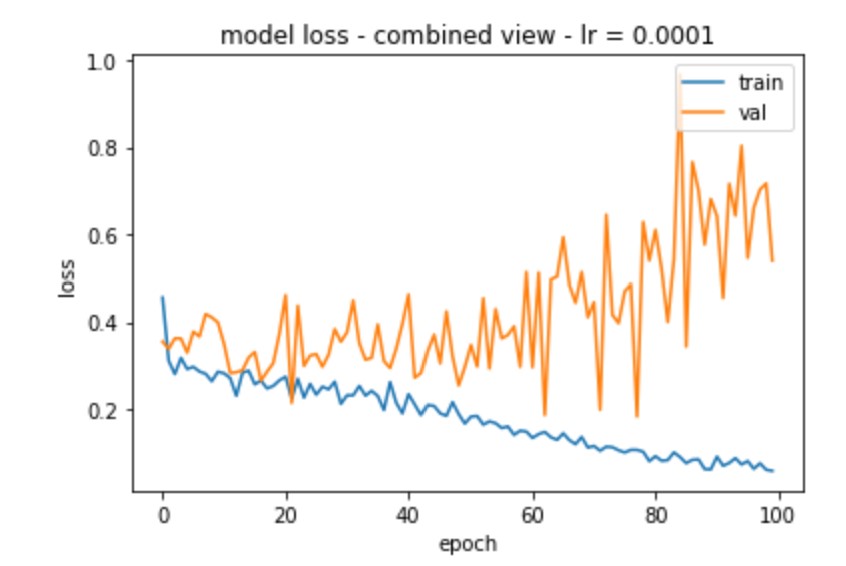 model loss - combined view - lr = 0.0001
1.0
train
val
0.8
0.6
loss
0.4
0.2
0 20 40 60 80 100
epoch